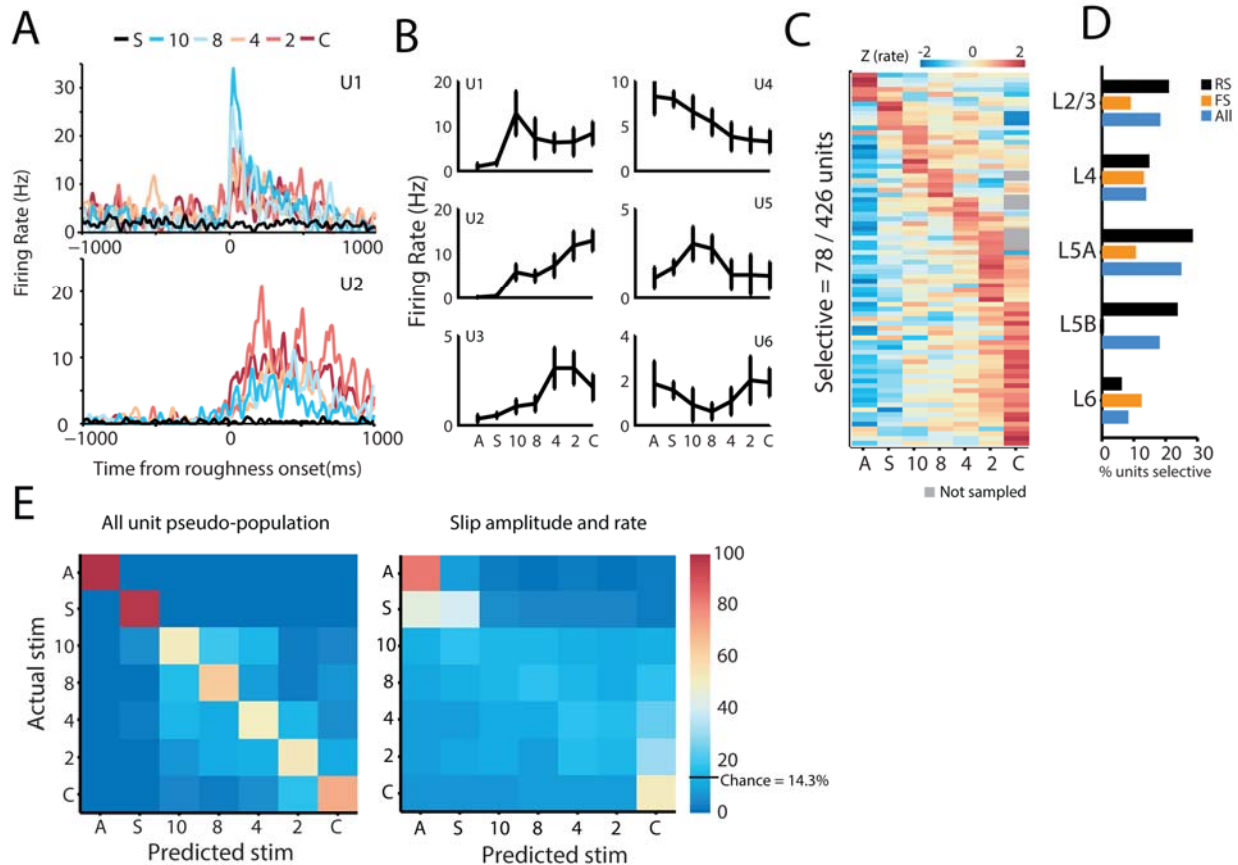 A
S 10 8 4 2 C
U1
35
30
20
10
0
−1000 0 1000
Firing Rate (Hz)
U2
20
10
0
−1000 0 1000
Time from roughness onset(ms)
B
U1
20
10
0
U4
10
5
0
U2
20
10
0
U5
5
0
U3
5
0
U6
4
2
0
Firing Rate (Hz)
A S 10 8 4 2 C
A S 10 8 4 2 C
C
Z (rate) -2 0 2
Selective = 78 / 426 units
A S 10 8 4 2 C
Not sampled
D
RS
FS
All
L2/3
L4
L5A
L5B
L6
0 10 20 30
% units selective
E
All unit pseudo-population
Actual stim
A
S
10
8
4
2
C
A S 10 8 4 2 C
Predicted stim
Slip amplitude and rate
A
S
10
8
4
2
C
A S 10 8 4 2 C
Predicted stim
100
80
60
40
20
Chance = 14.3%
0